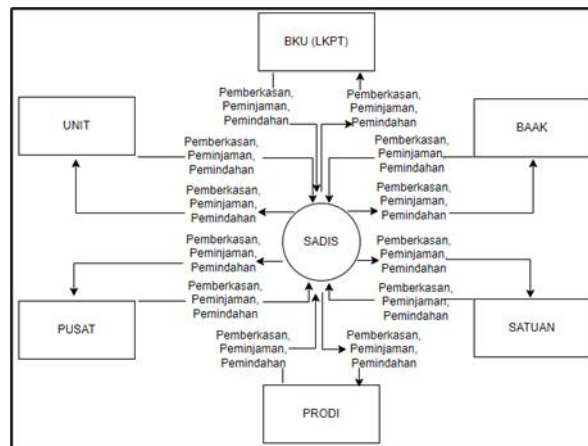 BKU (LKPT)
Pemberkasan,
Peminjaman,
Pemindahan
Pemberkasan,
Peminjaman,
Pemindahan
UNIT
BAAK
Pemberkasan,
Peminjaman,
Pemindahan
Pemberkasan,
Peminjaman,
Pemindahan
Pemberkasan,
Peminjaman,
Pemindahan
Pemberkasan,
Peminjaman,
Pemindahan
SADIS
Pemberkasan,
Peminjaman,
Pemindahan
Pemberkasan,
Peminjaman,
Pemindahan
Pemberkasan,
Peminjaman,
Pemindahan
Pemberkasan,
Peminjaman,
Pemindahan
PUSAT
SATUAN
Pemberkasan,
Peminjaman,
Pemindahan
Pemberkasan,
Peminjaman,
Pemindahan
PRODI